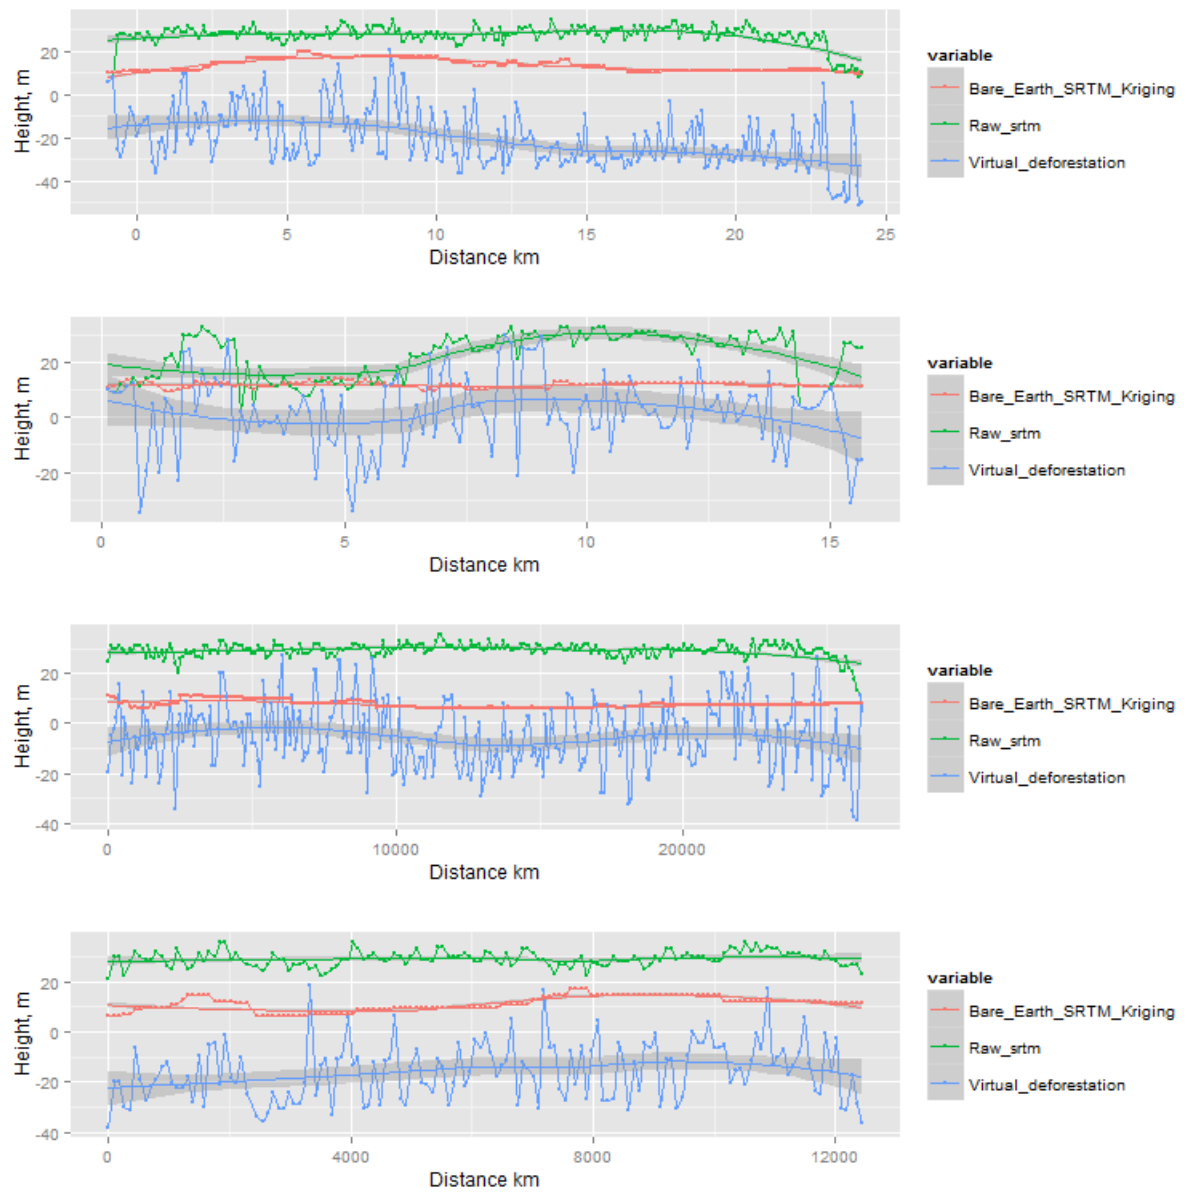 Height, m
20
0
-20
-40
0 5 10 15 20 25
Distance km
variable
Bare_Earth_SRTM_Kriging
Raw_srtm
Virtual_deforestation
Height, m
20
0
-20
0 5 10 15
Distance km
variable
Bare_Earth_SRTM_Kriging
Raw_srtm
Virtual_deforestation
Height, m
20
0
-20
-40
0 10000 20000
Distance km
variable
Bare_Earth_SRTM_Kriging
Raw_srtm
Virtual_deforestation
Height, m
20
0
-20
-40
0 4000 8000 12000
Distance km
variable
Bare_Earth_SRTM_Kriging
Raw_srtm
Virtual_deforestation